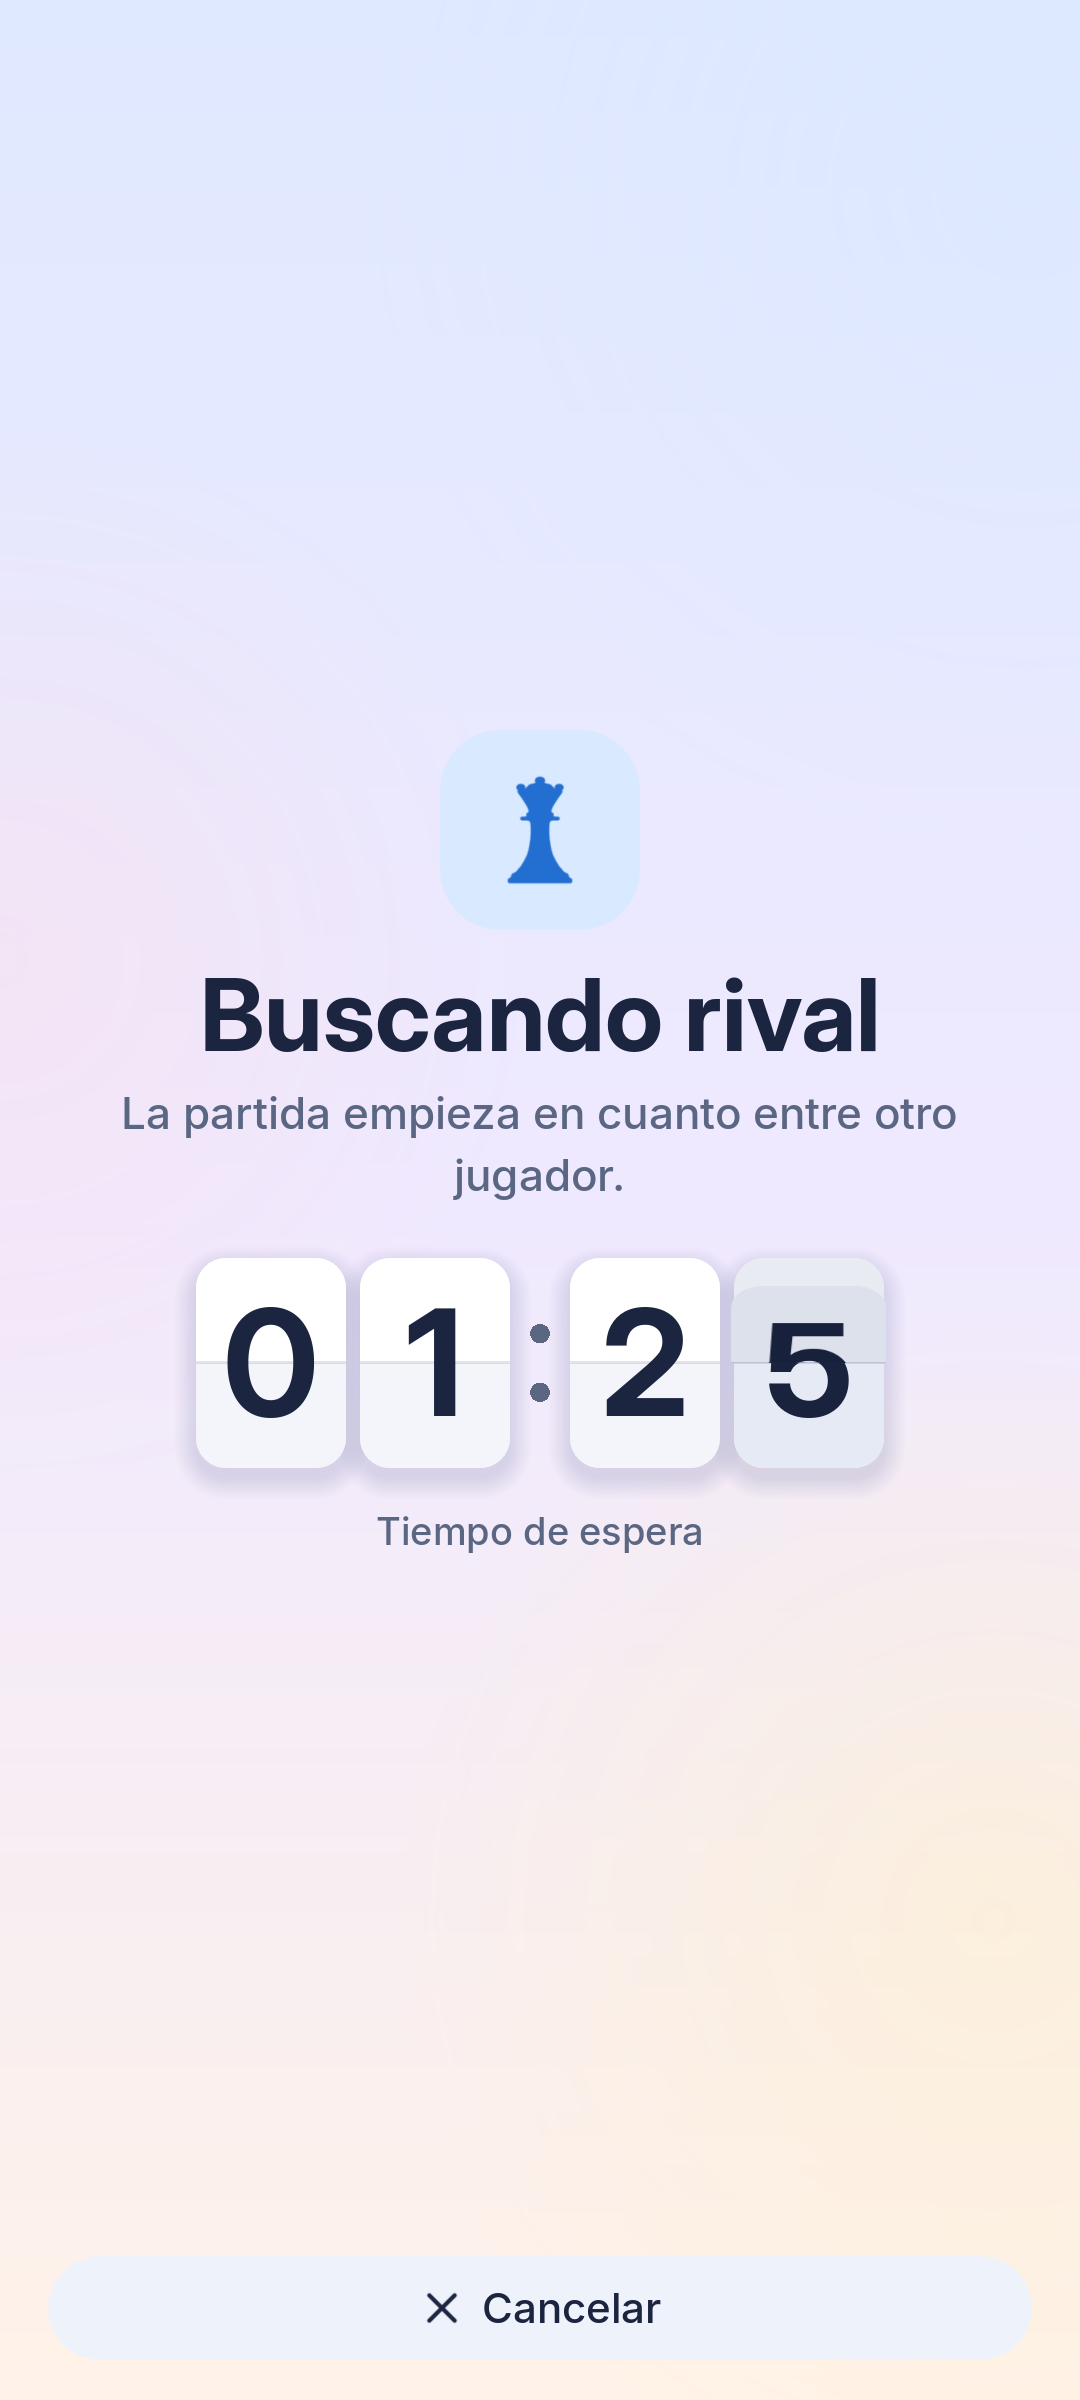 Buscando rival
La partida empieza en cuanto entre otro
jugador.
01:25
Tiempo de espera
Cancelar